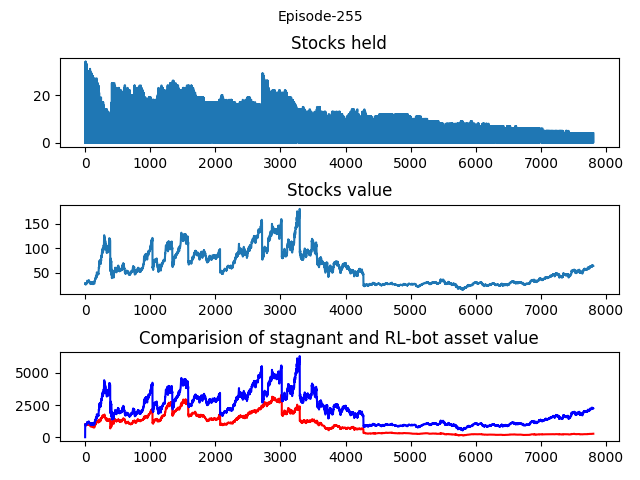 Episode-255
Stocks held
20
0
0 1000 2000 3000 4000 5000 6000 7000 8000
Stocks value
150
100
50
0 1000 2000 3000 4000 5000 6000 7000 8000
Comparision of stagnant and RL-bot asset value
5000
2500
0
0 1000 2000 3000 4000 5000 6000 7000 8000